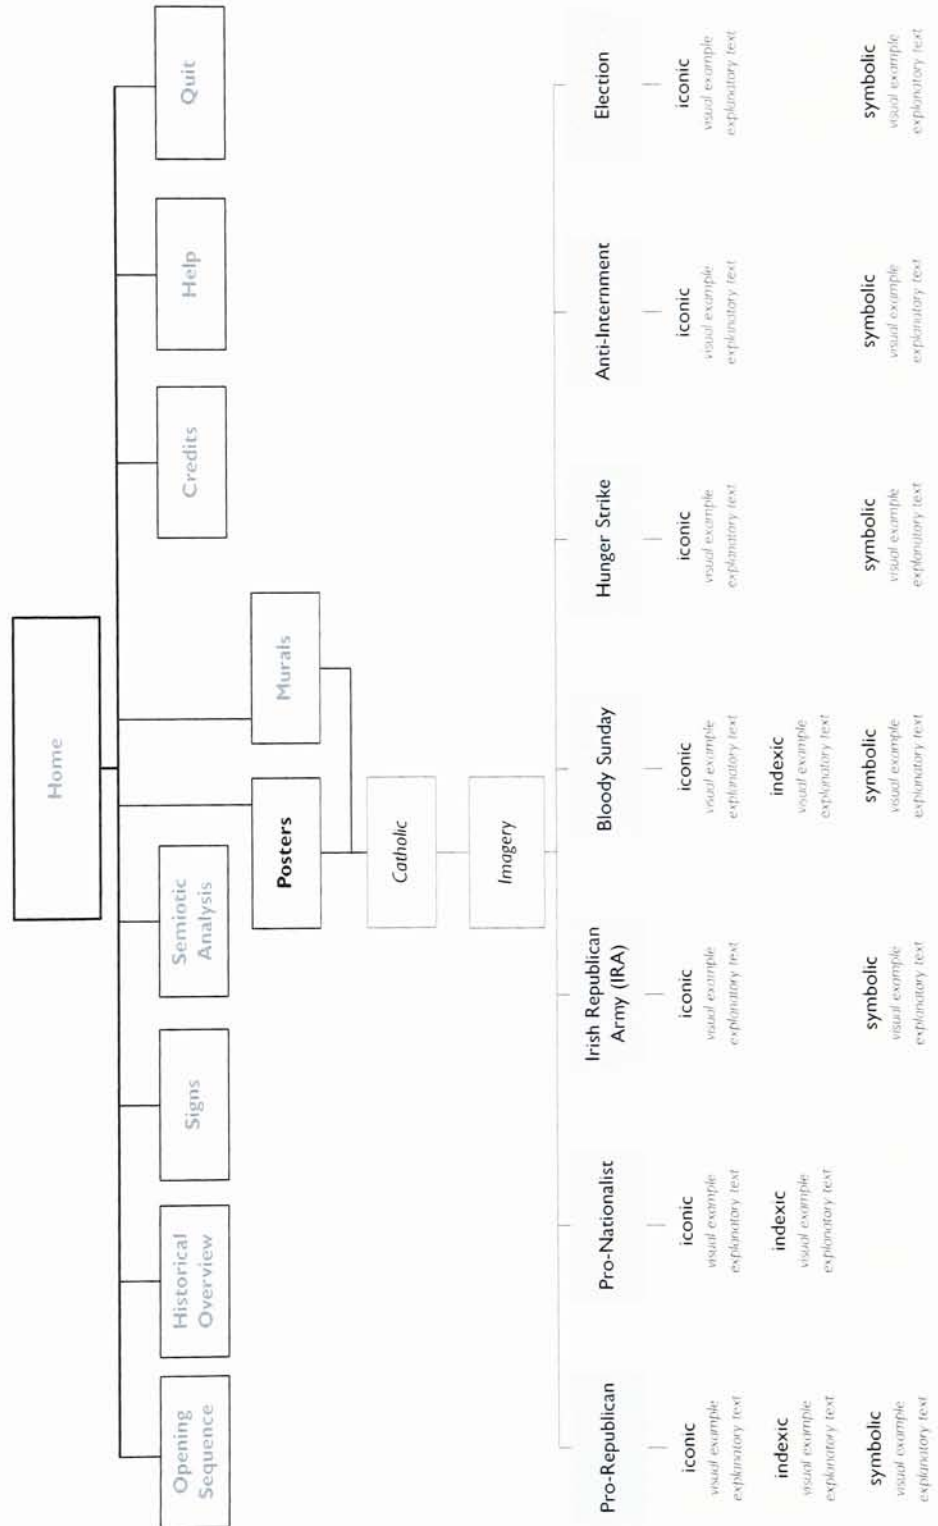 Home
Opening
Sequence
Historical
Overview
Signs
Semiotic
Analysis
Credits
Help
Quit
Posters
Murals
Catholic
Imagery
Pro-Republican
iconic
visual example
explanatory text
indexic
visual example
explanatory text
symbolic
visual example
explanatory text
Pro-Nationalist
iconic
visual example
explanatory text
indexic
visual example
explanatory text
Irish Republican
Army (IRA)
iconic
visual example
explanatory text
symbolic
visual example
explanatory text
Bloody Sunday
iconic
visual example
explanatory text
indexic
visual example
explanatory text
symbolic
visual example
explanatory text
Hunger Strike
iconic
visual example
explanatory text
symbolic
visual example
explanatory text
Anti-Internment
iconic
visual example
explanatory text
symbolic
visual example
explanatory text
Election
iconic
visual example
explanatory text
symbolic
visual example
explanatory text